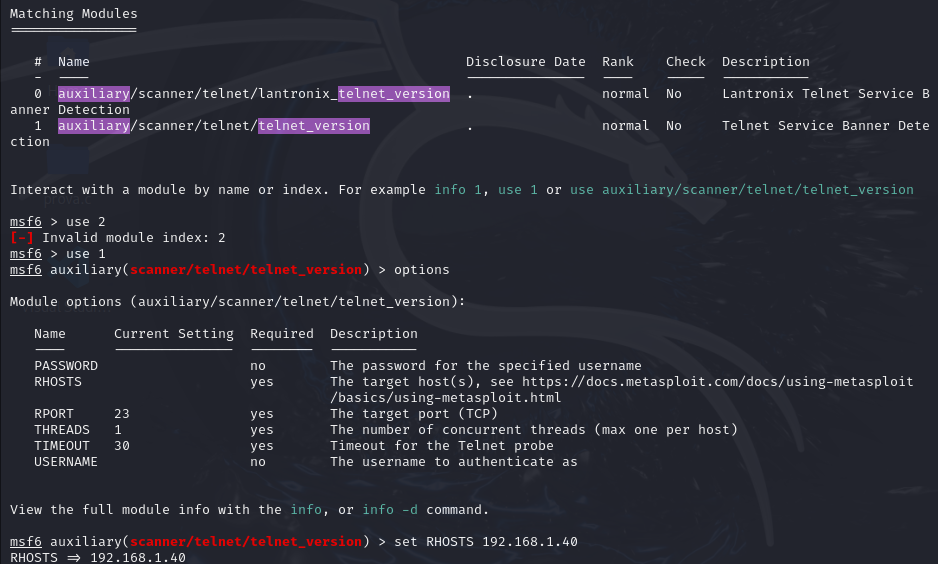 Matching Modules
================
#  Name                                                Disclosure Date  Rank    Check  Description
-  ----                                                ---------------  ----    -----  -----------
0  auxiliary/scanner/telnet/lantronix_telnet_version  .                normal  No     Lantronix Telnet Service B
anner Detection
1  auxiliary/scanner/telnet/telnet_version            .                normal  No     Telnet Service Banner Dete
ction
Interact with a module by name or index. For example info 1, use 1 or use auxiliary/scanner/telnet/telnet_version
prova.c
msf6 > use 2
[-] Invalid module index: 2
msf6 > use 1
msf6 auxiliary(scanner/telnet/telnet_version) > options
Module options (auxiliary/scanner/telnet/telnet_version):
Name      Current Setting  Required  Description
----      ---------------  --------  -----------
PASSWORD                   no        The password for the specified username
RHOSTS                     yes       The target host(s), see https://docs.metasploit.com/docs/using-metasploit
/basics/using-metasploit.html
RPORT     23               yes       The target port (TCP)
THREADS   1                yes       The number of concurrent threads (max one per host)
TIMEOUT   30               yes       Timeout for the Telnet probe
USERNAME                   no        The username to authenticate as
View the full module info with the info, or info -d command.
msf6 auxiliary(scanner/telnet/telnet_version) > set RHOSTS 192.168.1.40
RHOSTS => 192.168.1.40